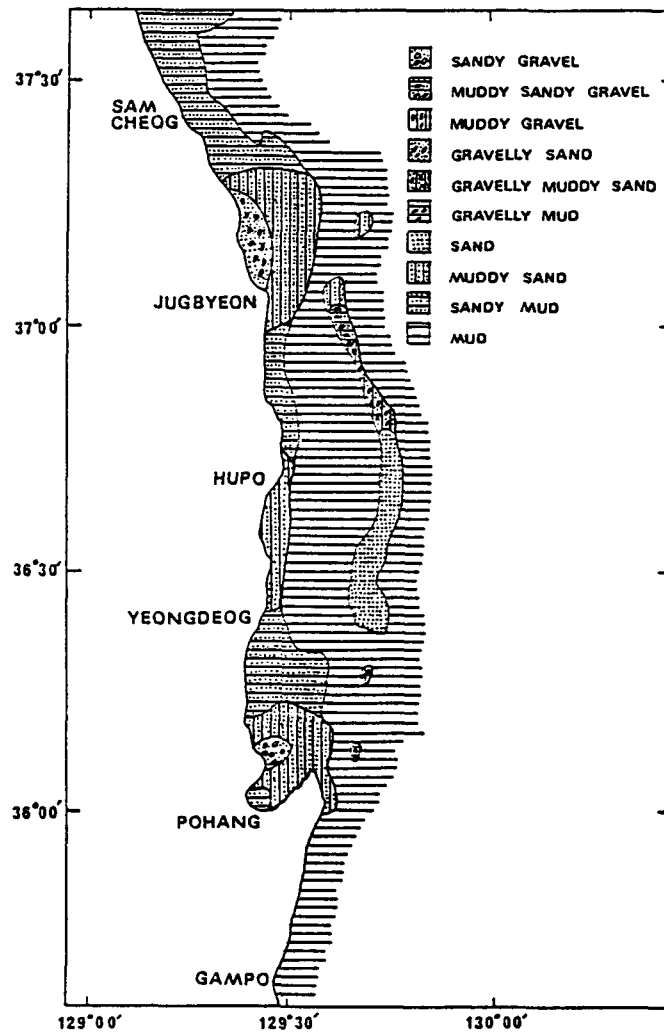 37°30′
SAM
CHEOG
JUGBYEON
37°00′
HUPO
36°30′
YEONGDEOG
36°00′
POHANG
GAMPO
129°00′
129°30′
130°00′
SANDY GRAVEL
MUDDY SANDY GRAVEL
MUDDY GRAVEL
GRAVELLY SAND
GRAVELLY MUDDY SAND
GRAVELLY MUD
SAND
MUDDY SAND
SANDY MUD
MUD